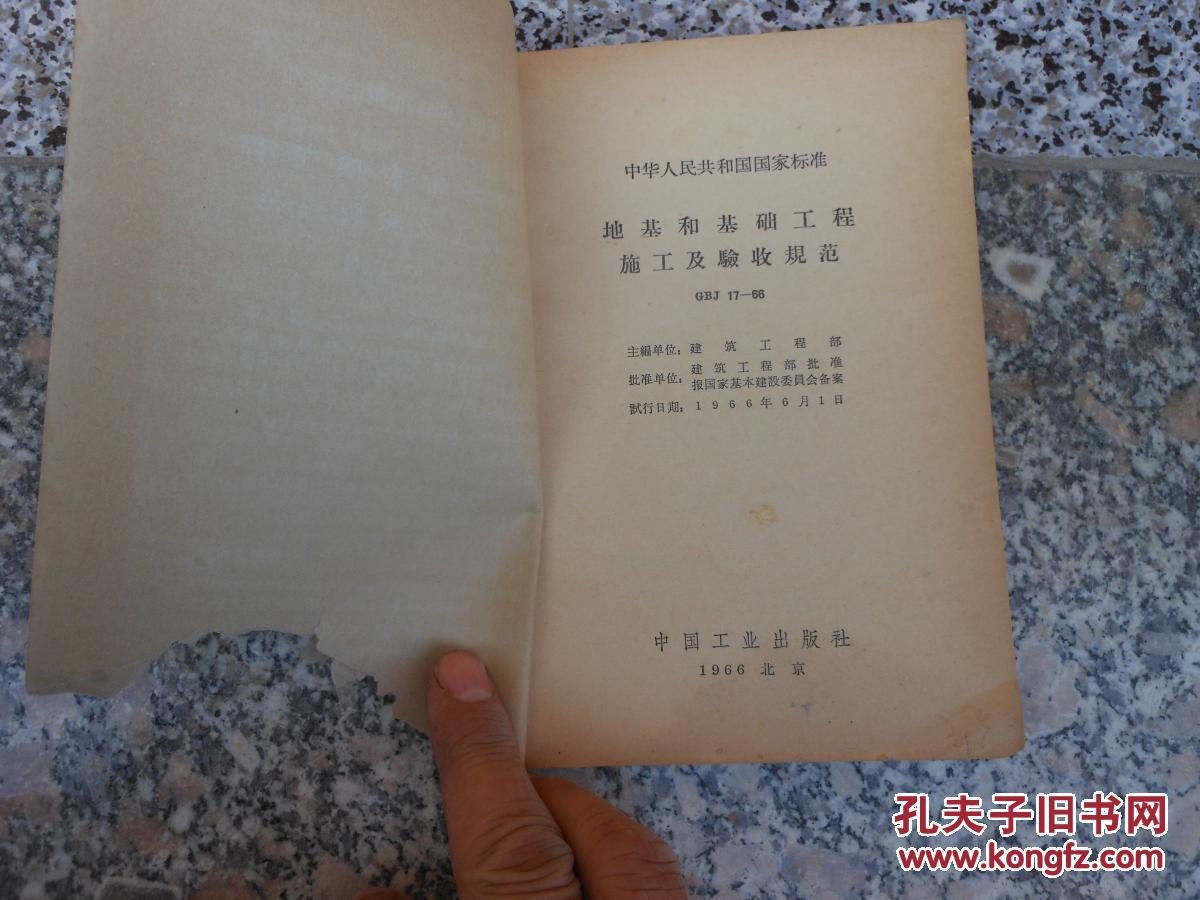 中华人民共和国国家标准
地基和基础工程
施工及驗收規范
GBJ 17—66
主編单位：建筑工程部
批准单位：建筑工程部批准
报国家基本建設委員会备案
試行日期：1966年6月1日
中国工业出版社
1966 北京
孔夫子旧书网
www.kongfz.com